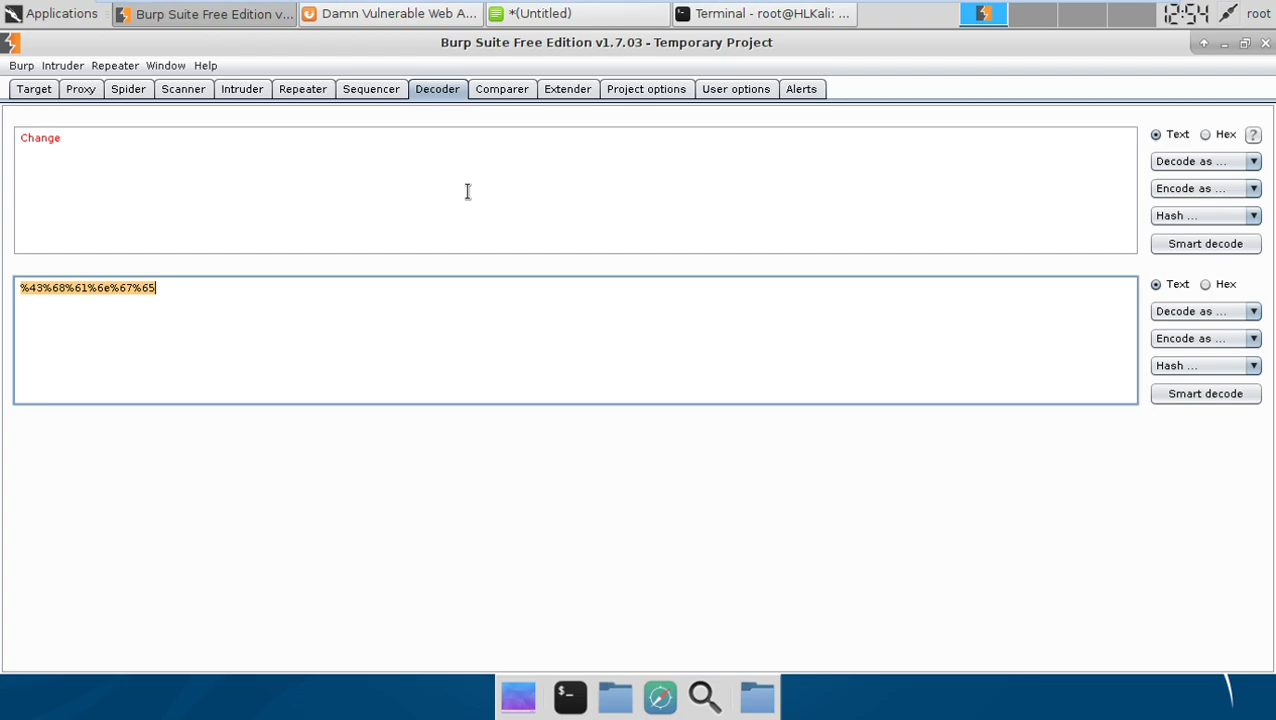 Applications
Burp Suite Free Edition v...
Damn Vulnerable Web A...
*(Untitled)
Terminal - root@HLKali: ...
12:54
root
Burp Suite Free Edition v1.7.03 - Temporary Project
Burp Intruder Repeater Window Help
Target Proxy Spider Scanner Intruder Repeater Sequencer Decoder Comparer Extender Project options User options Alerts
Change
Text Hex ?
Decode as ...
Encode as ...
Hash ...
Smart decode
%43%68%61%6e%67%65
Text Hex
Decode as ...
Encode as ...
Hash ...
Smart decode
$_